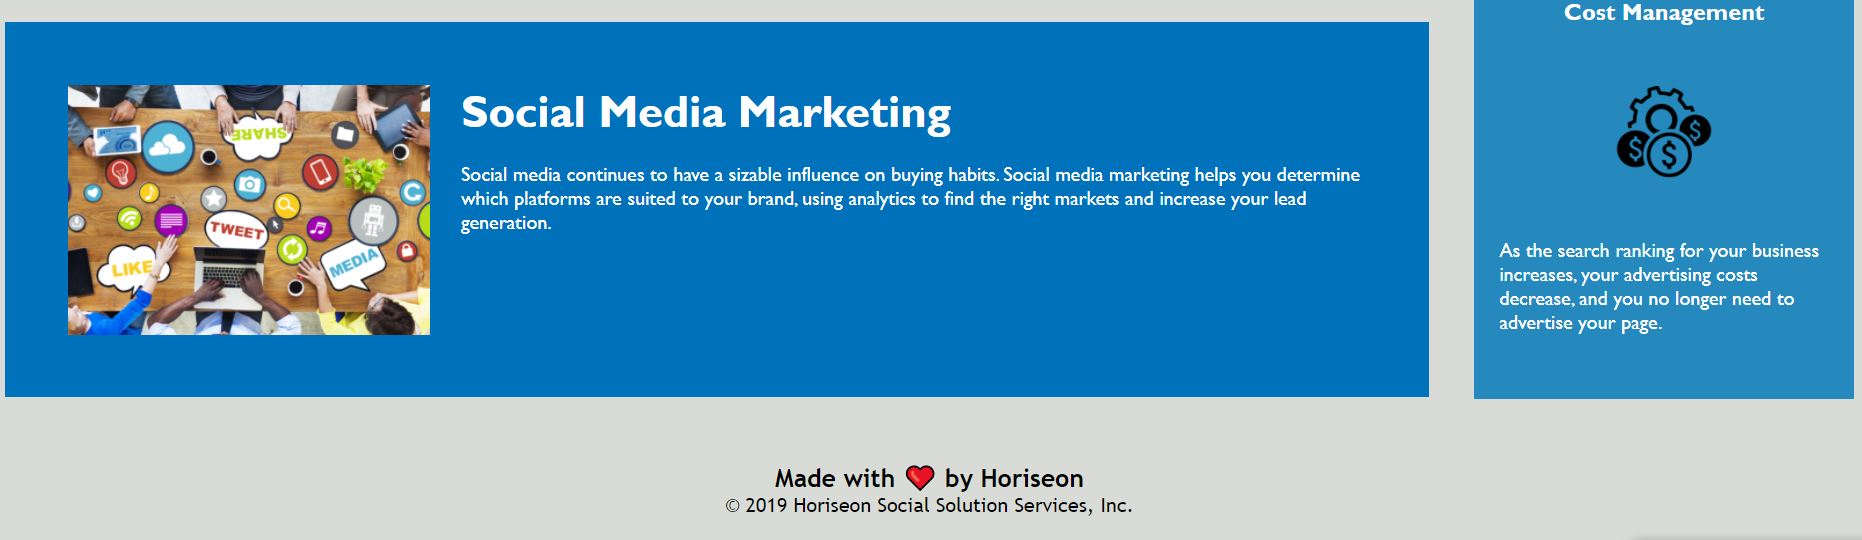 Cost Management
SHARE
TWEET
LIKE
MEDIA
Social Media Marketing
Social media continues to have a sizable influence on buying habits. Social media marketing helps you determine
which platforms are suited to your brand, using analytics to find the right markets and increase your lead
generation.
$ $ $
As the search ranking for your business
increases, your advertising costs
decrease, and you no longer need to
advertise your page.
Made with ❤️ by Horiseon
© 2019 Horiseon Social Solution Services, Inc.